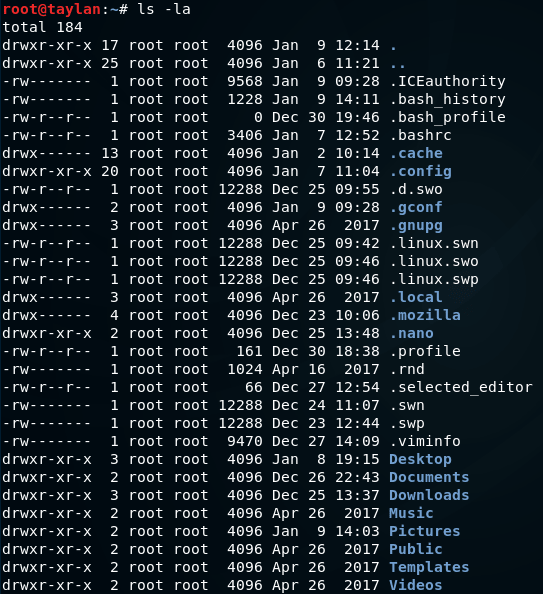 root@taylan:~# ls -la
total 184
drwxr-xr-x 17 root root  4096 Jan  9 12:14 .
drwxr-xr-x 25 root root  4096 Jan  6 11:21 ..
-rw-------  1 root root  9568 Jan  9 09:28 .ICEauthority
-rw-------  1 root root  1228 Jan  9 14:11 .bash_history
-rw-r--r--  1 root root     0 Dec 30 19:46 .bash_profile
-rw-r--r--  1 root root  3406 Jan  7 12:52 .bashrc
drwx------ 13 root root  4096 Jan  2 10:14 .cache
drwxr-xr-x 20 root root  4096 Jan  7 11:04 .config
-rw-r--r--  1 root root 12288 Dec 25 09:55 .d.swo
drwx------  2 root root  4096 Jan  9 09:28 .gconf
drwx------  3 root root  4096 Apr 26  2017 .gnupg
-rw-r--r--  1 root root 12288 Dec 25 09:42 .linux.swn
-rw-r--r--  1 root root 12288 Dec 25 09:46 .linux.swo
-rw-r--r--  1 root root 12288 Dec 25 09:46 .linux.swp
drwx------  3 root root  4096 Apr 26  2017 .local
drwx------  4 root root  4096 Dec 23 10:06 .mozilla
drwxr-xr-x  2 root root  4096 Dec 25 13:48 .nano
-rw-r--r--  1 root root   161 Dec 30 18:38 .profile
-rw-------  1 root root  1024 Apr 16  2017 .rnd
-rw-r--r--  1 root root    66 Dec 27 12:54 .selected_editor
-rw-------  1 root root 12288 Dec 24 11:07 .swn
-rw-------  1 root root 12288 Dec 23 12:44 .swp
-rw-------  1 root root  9470 Dec 27 14:09 .viminfo
drwxr-xr-x  3 root root  4096 Jan  8 19:15 Desktop
drwxr-xr-x  2 root root  4096 Dec 26 22:43 Documents
drwxr-xr-x  3 root root  4096 Dec 25 13:37 Downloads
drwxr-xr-x  2 root root  4096 Apr 26  2017 Music
drwxr-xr-x  2 root root  4096 Jan  9 14:03 Pictures
drwxr-xr-x  2 root root  4096 Apr 26  2017 Public
drwxr-xr-x  2 root root  4096 Apr 26  2017 Templates
drwxr-xr-x  2 root root  4096 Apr 26  2017 Videos